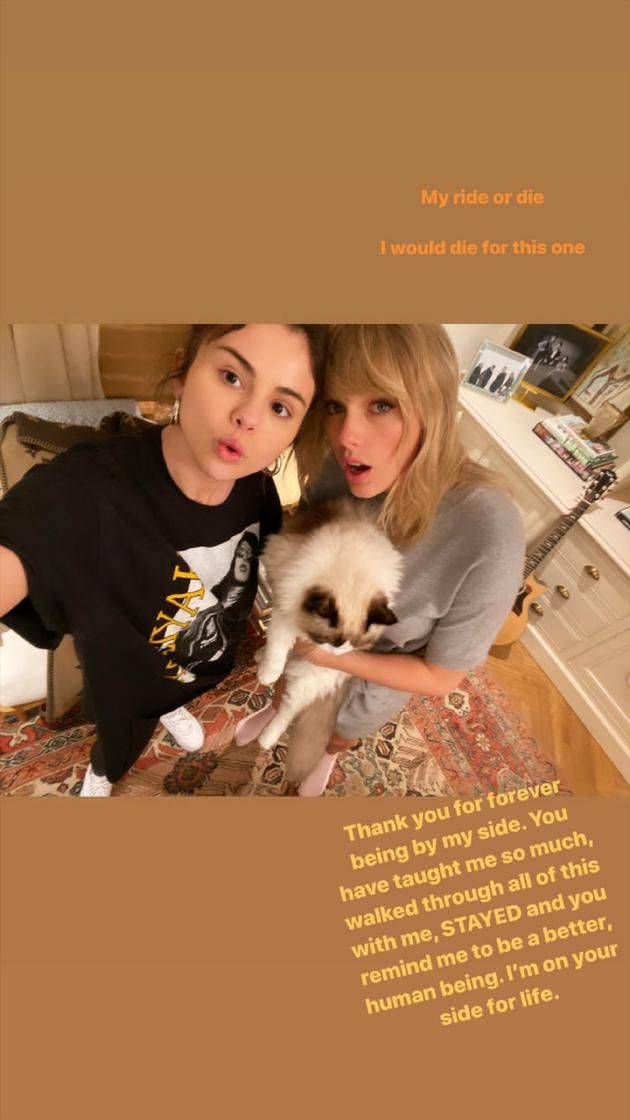 My ride or die
I would die for this one
Thank you for forever
being by my side. You
have taught me so much,
walked through all of this
with me, STAYED and you
remind me to be a better,
human being. I'm on your
side for life.